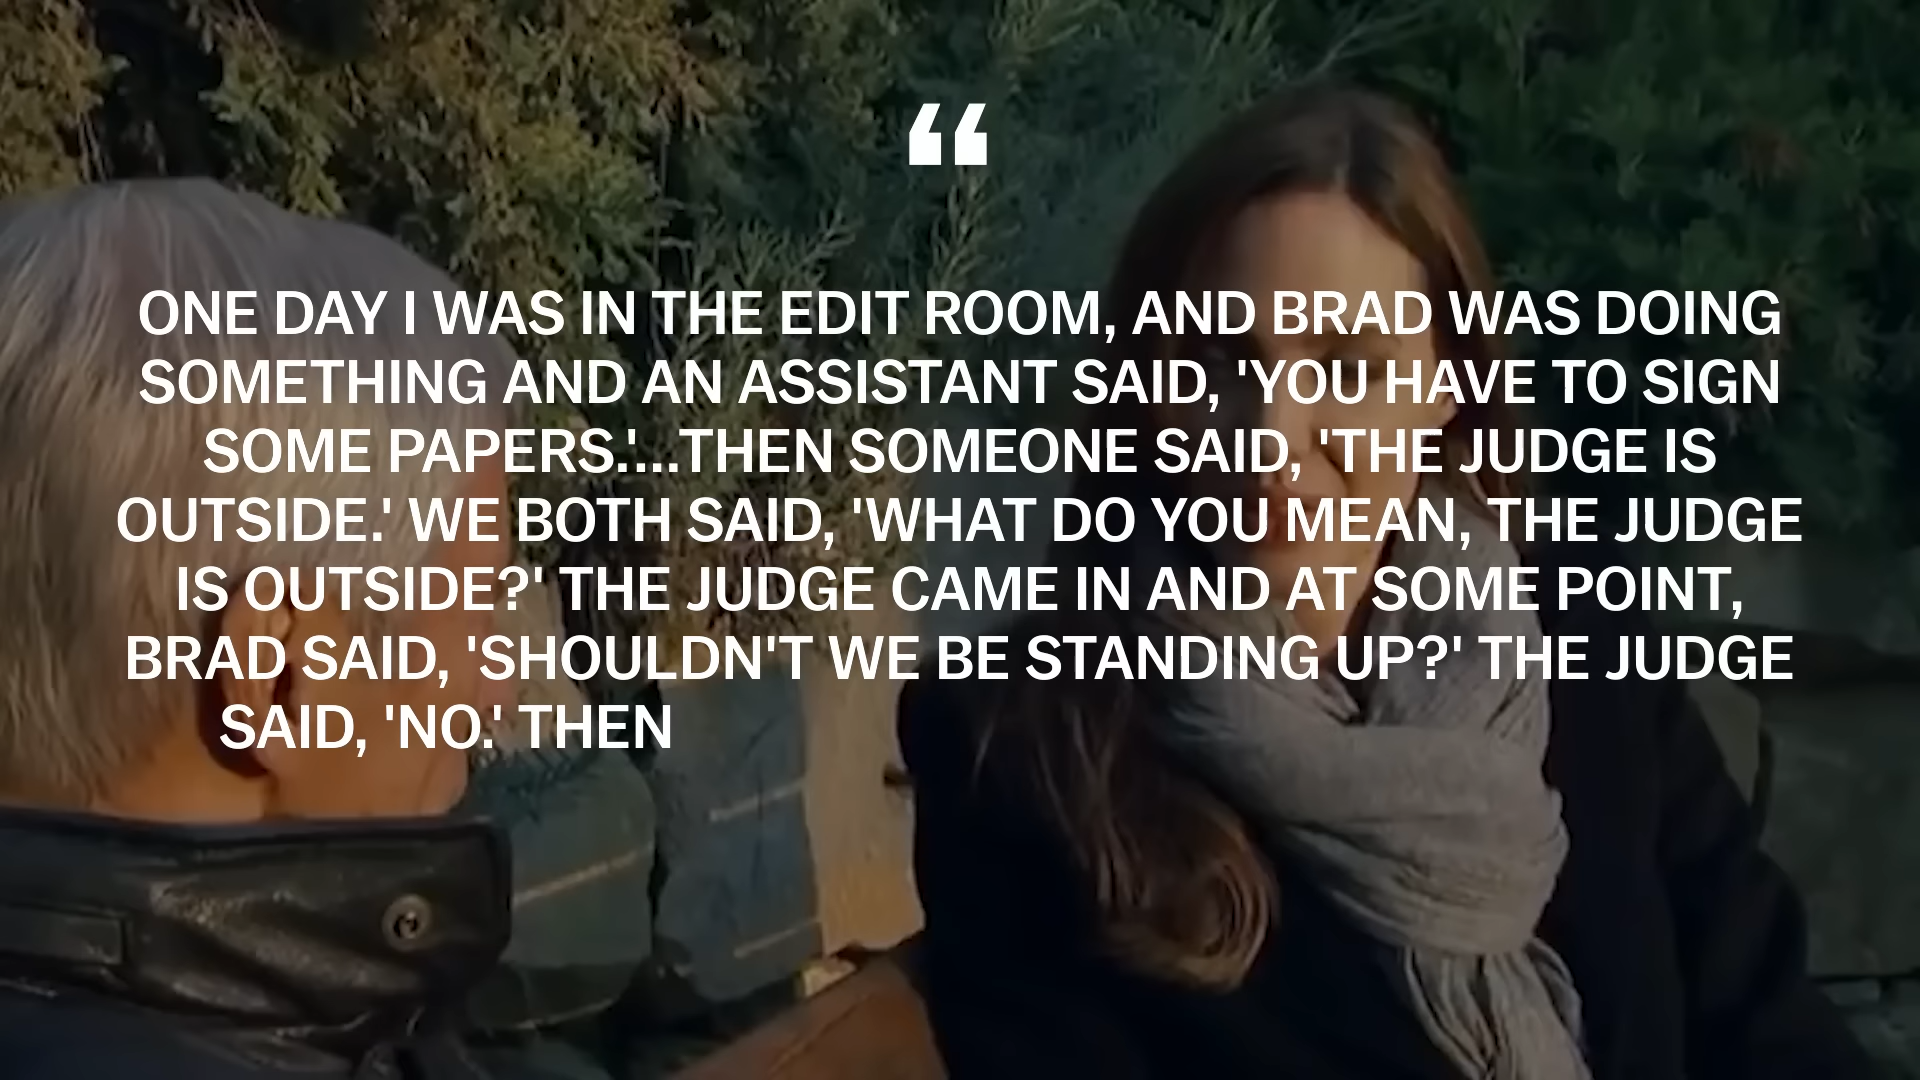 “
ONE DAY I WAS IN THE EDIT ROOM, AND BRAD WAS DOING
SOMETHING AND AN ASSISTANT SAID, 'YOU HAVE TO SIGN
SOME PAPERS.'...THEN SOMEONE SAID, 'THE JUDGE IS
OUTSIDE.' WE BOTH SAID, 'WHAT DO YOU MEAN, THE JUDGE
IS OUTSIDE?' THE JUDGE CAME IN AND AT SOME POINT,
BRAD SAID, 'SHOULDN'T WE BE STANDING UP?' THE JUDGE
SAID, 'NO.' THEN